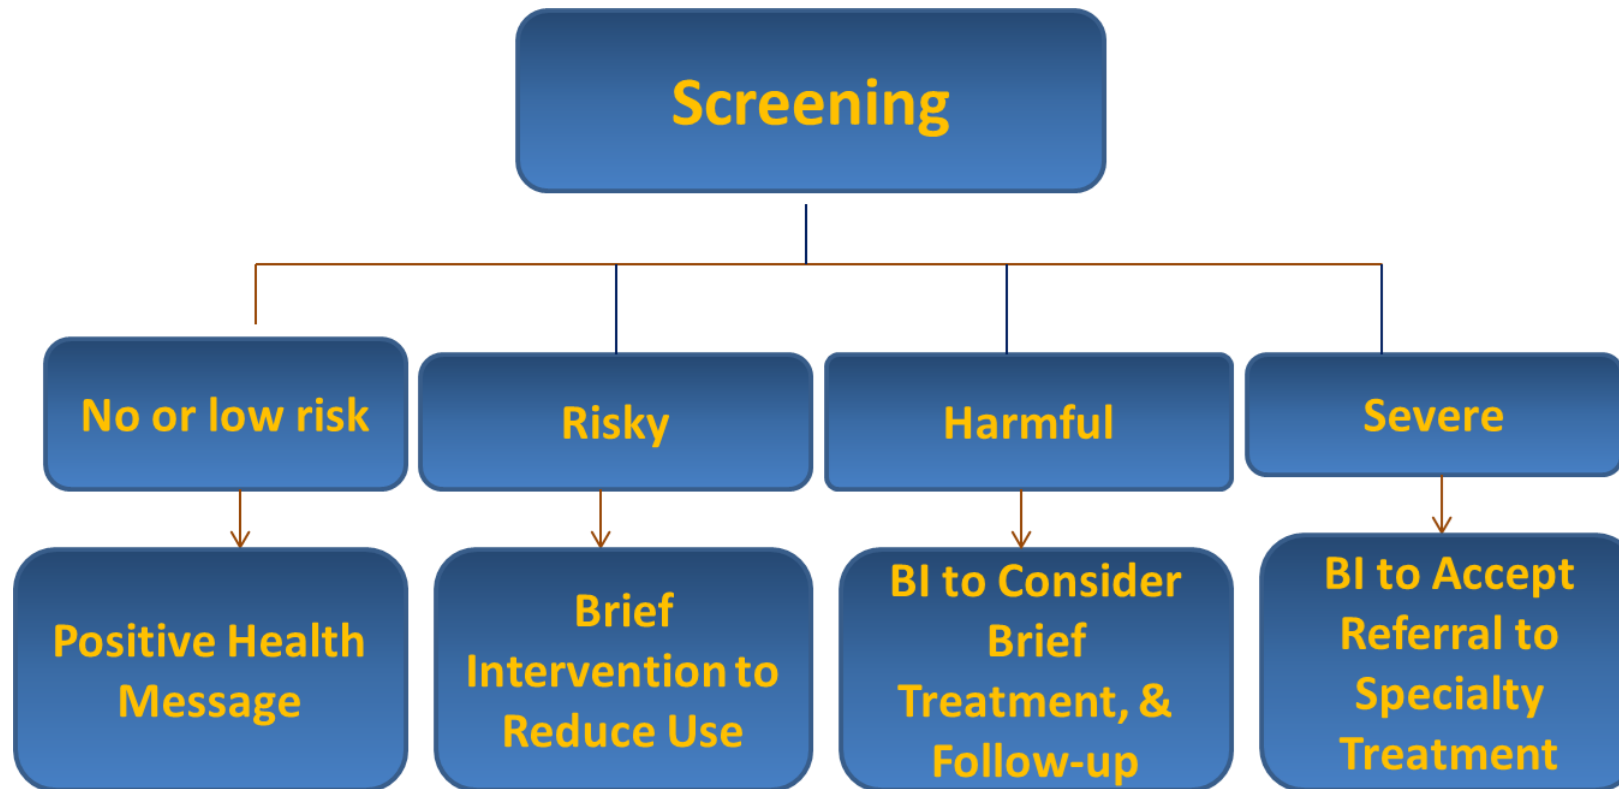 Screening
No or low risk
Risky
Harmful
Severe
Positive Health
Message
Brief
Intervention to
Reduce Use
BI to Consider
Brief
Treatment, &
Follow-up
BI to Accept
Referral to
Specialty
Treatment